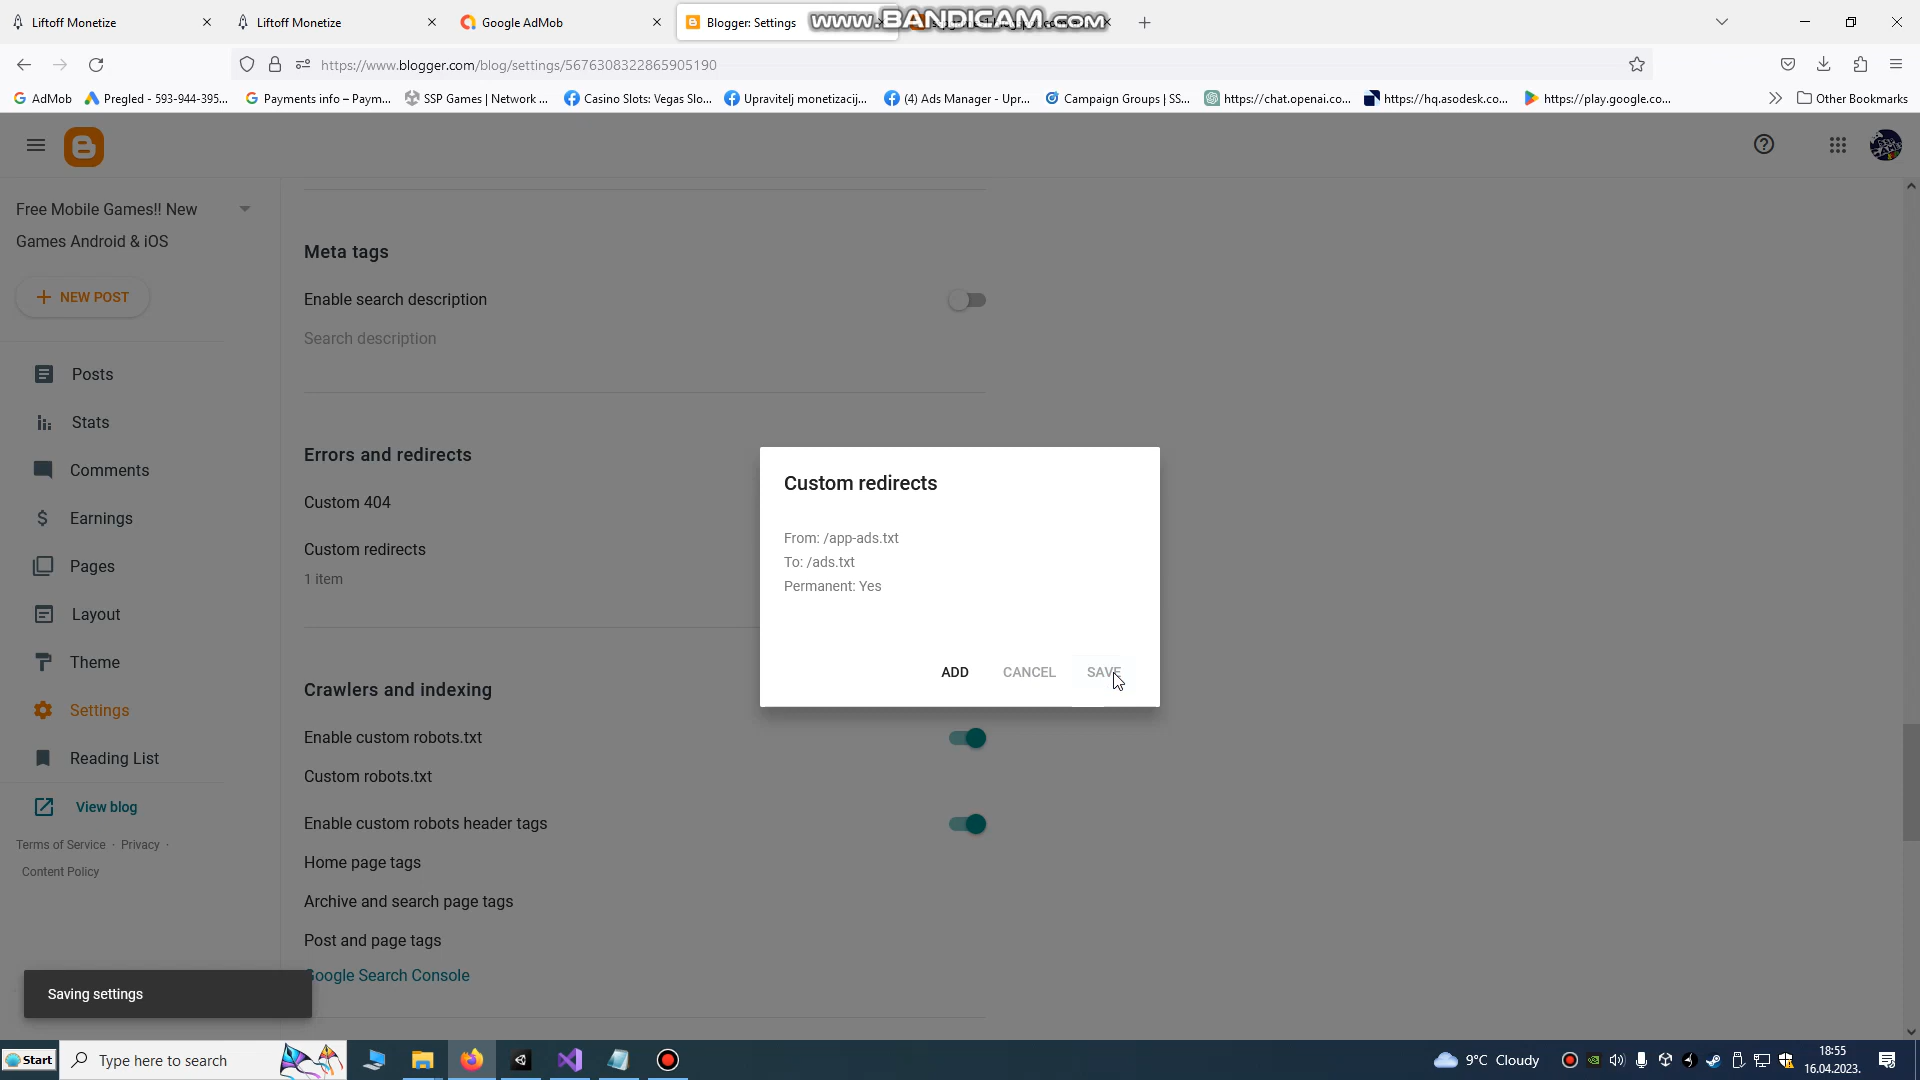 Liftoff Monetize
Liftoff Monetize
Google AdMob
Blogger: Settings
www.BANDICAM.com
https://www.blogger.com/blog/settings/5676308322865905190
AdMob
Pregled - 593-944-395...
Payments info – Paym...
SSP Games | Network ...
Casino Slots: Vegas Slo...
Upravitelj monetizacij...
(4) Ads Manager - Upr...
Campaign Groups | SS...
https://chat.openai.co...
https://hq.asodesk.co...
https://play.google.co...
Other Bookmarks
Free Mobile Games!! New
Games Android & iOS
NEW POST
Posts
Stats
Comments
Earnings
Pages
Layout
Theme
Settings
Reading List
View blog
Terms of Service · Privacy ·
Content Policy
Meta tags
Enable search description
Search description
Errors and redirects
Custom 404
Custom redirects
1 item
Crawlers and indexing
Enable custom robots.txt
Custom robots.txt
Enable custom robots header tags
Home page tags
Archive and search page tags
Post and page tags
Google Search Console
Custom redirects
From: /app-ads.txt
To: /ads.txt
Permanent: Yes
ADD
CANCEL
SAVE
Saving settings
Start
Type here to search
9°C Cloudy
18:55
16.04.2023.